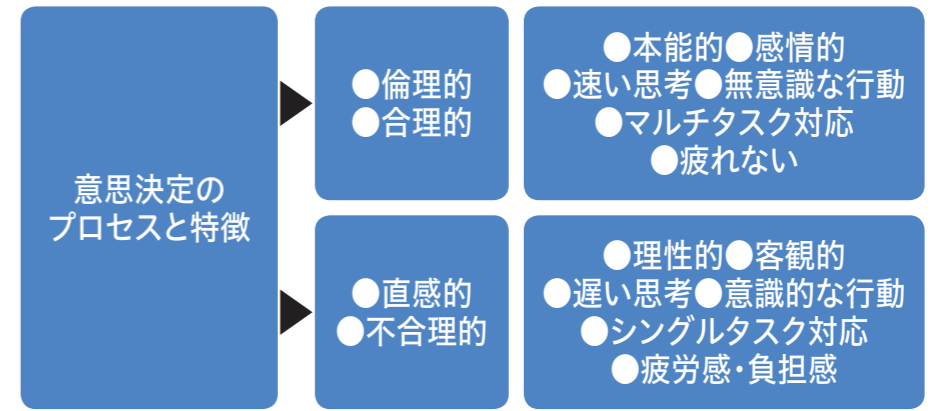 意思決定の
プロセスと特徴
●倫理的
●合理的
●本能的●感情的
●速い思考●無意識な行動
●マルチタスク対応
●疲れない
●直感的
●不合理的
●理性的●客観的
●遅い思考●意識的な行動
●シングルタスク対応
●疲労感・負担感